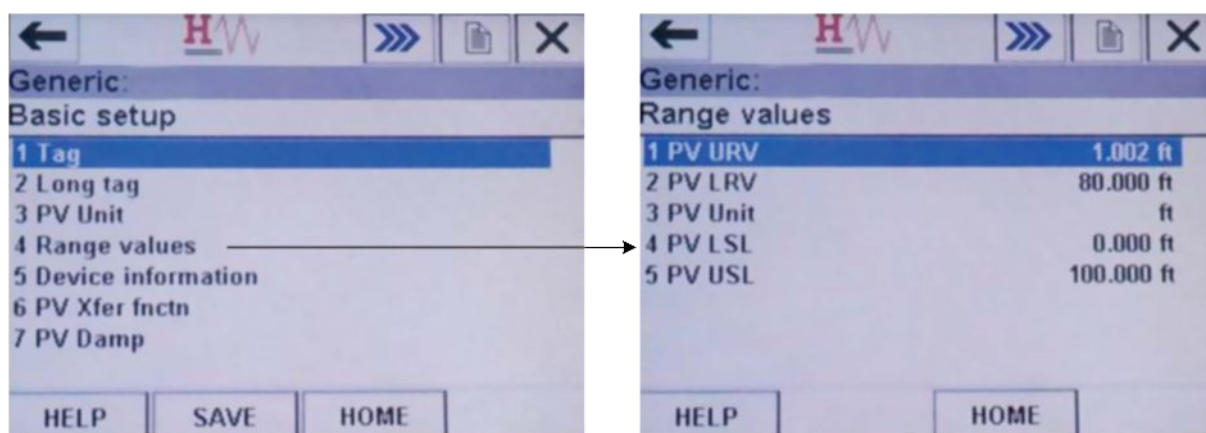 H
Generic:
Basic setup
1 Tag
2 Long tag
3 PV Unit
4 Range values
5 Device information
6 PV Xfer fnctn
7 PV Damp
HELP SAVE HOME
H
Generic:
Range values
1 PV URV 1.002 ft
2 PV LRV 80.000 ft
3 PV Unit ft
4 PV LSL 0.000 ft
5 PV USL 100.000 ft
HELP HOME